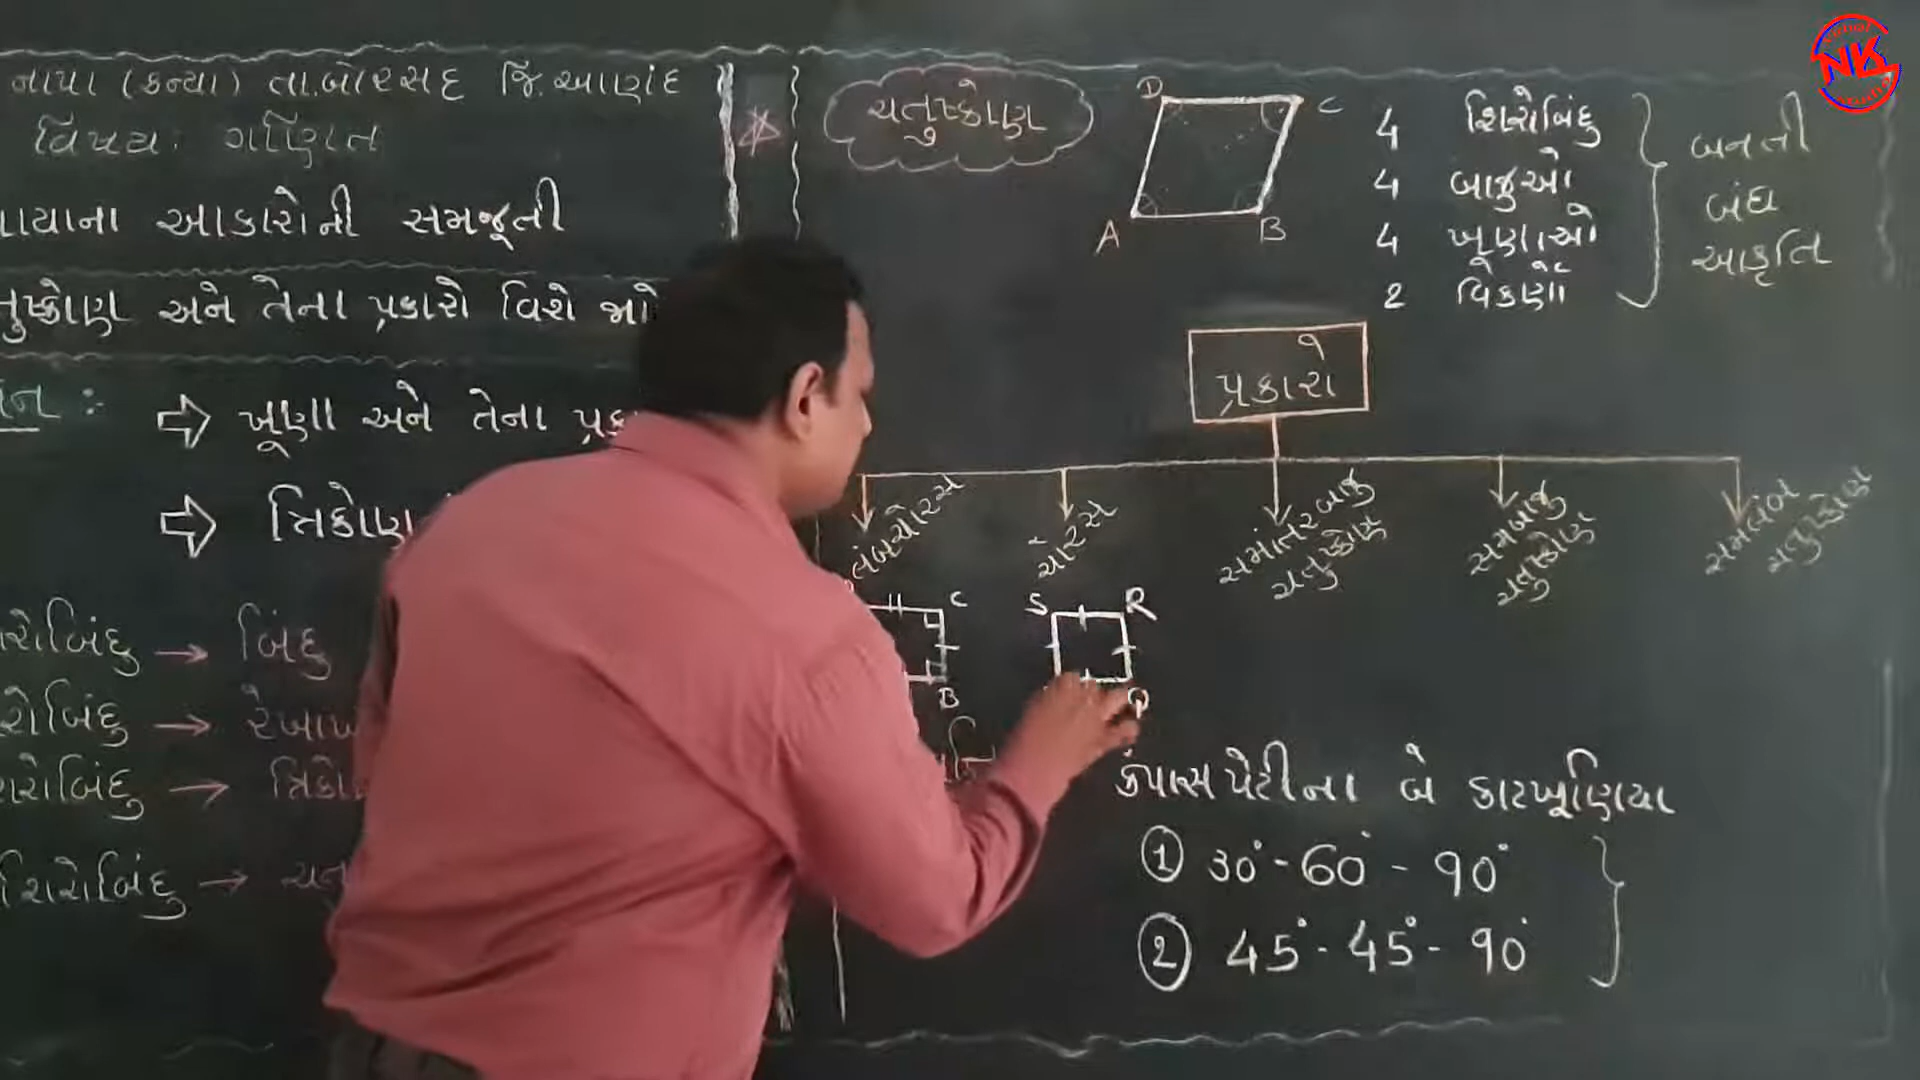 નાપા (કન્યા) તા.બોરસદ જિ.આણંદ
વિષય: ગણિત
પાયાના આકારોની સમજૂતી
તુષ્કોણ અને તેના પ્રકારો વિશે જા
ખૂણા અને તેના પ્રક
ત્રિકોણ
રોબિંદુ → બિંદુ
રોબિંદુ → રેખાખ
શિરોબિંદુ → ત્રિકો
શિરોબિંદુ → ચતુ
ચતુષ્કોણ
D C
A B
4 શિરોબિંદુ
4 બાજુઓ
4 ખૂણાઓ
2 વિકર્ણો
બનતી
બંધ
આકૃતિ
પ્રકારો
લંબચોરસ
ચોરસ
સમાંતરબાજુ
ચતુષ્કોણ
સમબાજુ
ચતુષ્કોણ
સમલંબ
ચતુષ્કોણ
C
B
S R
Q
કંપાસપેટીના બે કાટખૂણિયા
① 30° - 60° - 90°
② 45° - 45° - 90°
NK